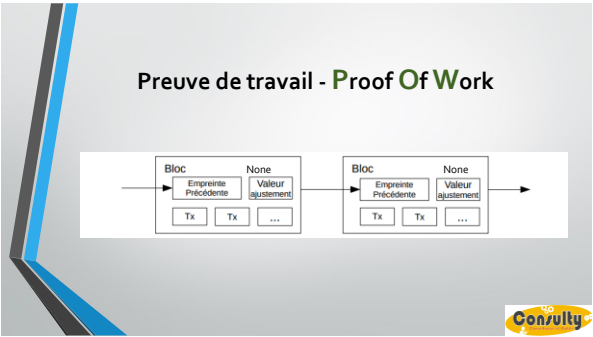 Preuve de travail - Proof Of Work
Bloc None
Empreinte Précédente
Valeur ajustement
Tx Tx ...
Bloc None
Empreinte Précédente
Valeur ajustement
Tx Tx ...
Consulty